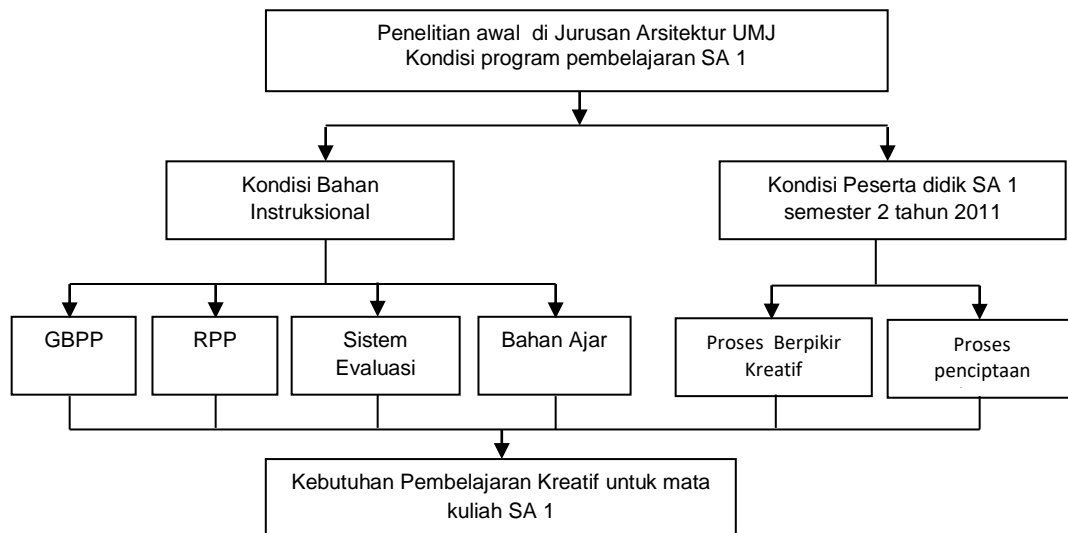 Penelitian awal di Jurusan Arsitektur UMJ
Kondisi program pembelajaran SA 1
Kondisi Bahan
Instruksional
Kondisi Peserta didik SA 1
semester 2 tahun 2011
GBPP
RPP
Sistem
Evaluasi
Bahan Ajar
Proses Berpikir
Kreatif
Proses
penciptaan
Kebutuhan Pembelajaran Kreatif untuk mata
kuliah SA 1